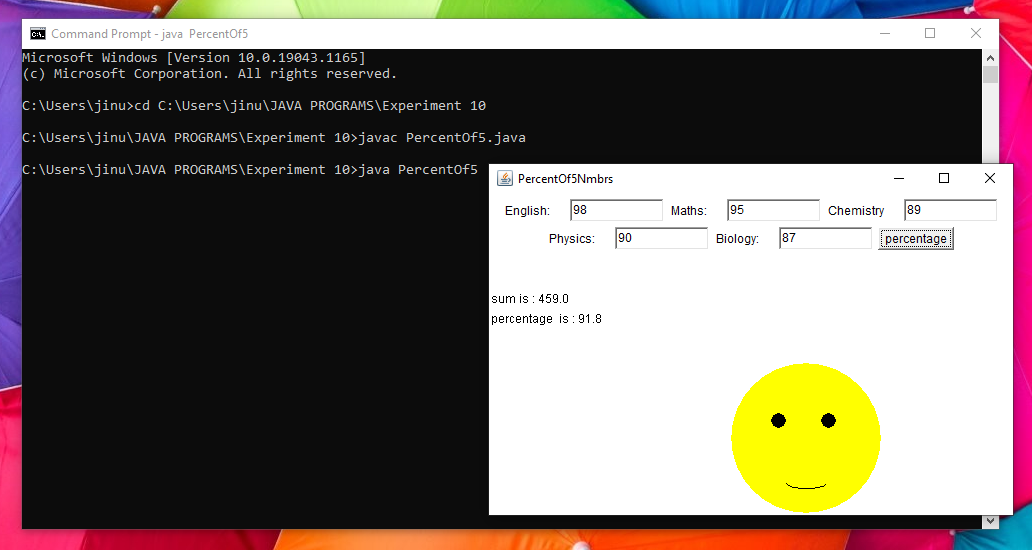 Command Prompt - java  PercentOf5
Microsoft Windows [Version 10.0.19043.1165]
(c) Microsoft Corporation. All rights reserved.
C:\Users\jinu>cd C:\Users\jinu\JAVA PROGRAMS\Experiment 10
C:\Users\jinu\JAVA PROGRAMS\Experiment 10>javac PercentOf5.java
C:\Users\jinu\JAVA PROGRAMS\Experiment 10>java PercentOf5
PercentOf5Nmbrs
English: 98 Maths: 95 Chemistry 89
Physics: 90 Biology: 87 percentage
sum is : 459.0
percentage  is : 91.8